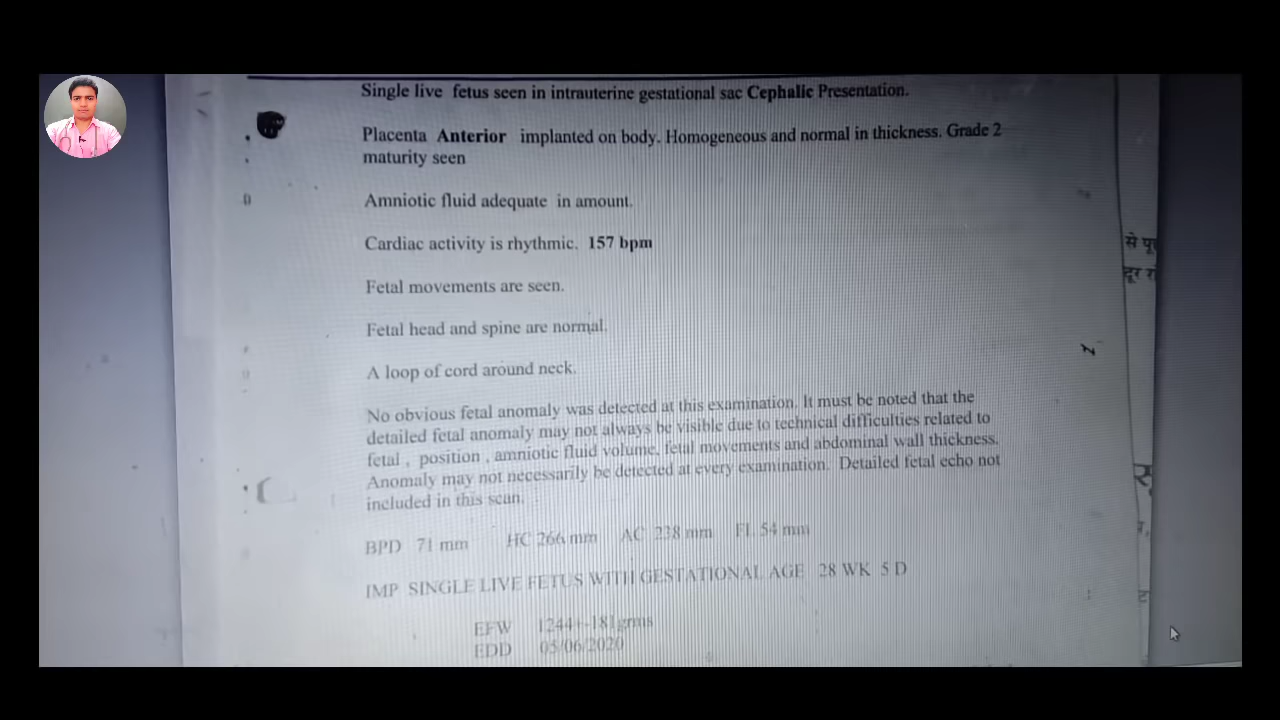 Single live fetus seen in intrauterine gestational sac Cephalic Presentation.
Placenta Anterior implanted on body. Homogeneous and normal in thickness. Grade 2
maturity seen
Amniotic fluid adequate in amount.
Cardiac activity is rhythmic. 157 bpm
Fetal movements are seen.
Fetal head and spine are normal.
A loop of cord around neck.
No obvious fetal anomaly was detected at this examination. It must be noted that the
detailed fetal anomaly may not always be visible due to technical difficulties related to
fetal , position , amniotic fluid volume, fetal movements and abdominal wall thickness.
Anomaly may not necessarily be detected at every examination. Detailed fetal echo not
included in this scan.
BPD 71 mm HC 266 mm AC 238 mm FL 54 mm
IMP SINGLE LIVE FETUS WITH GESTATIONAL AGE 28 WK 5 D
EFW 1244+-181grms
EDD 05/06/2020
से पू
दूर र